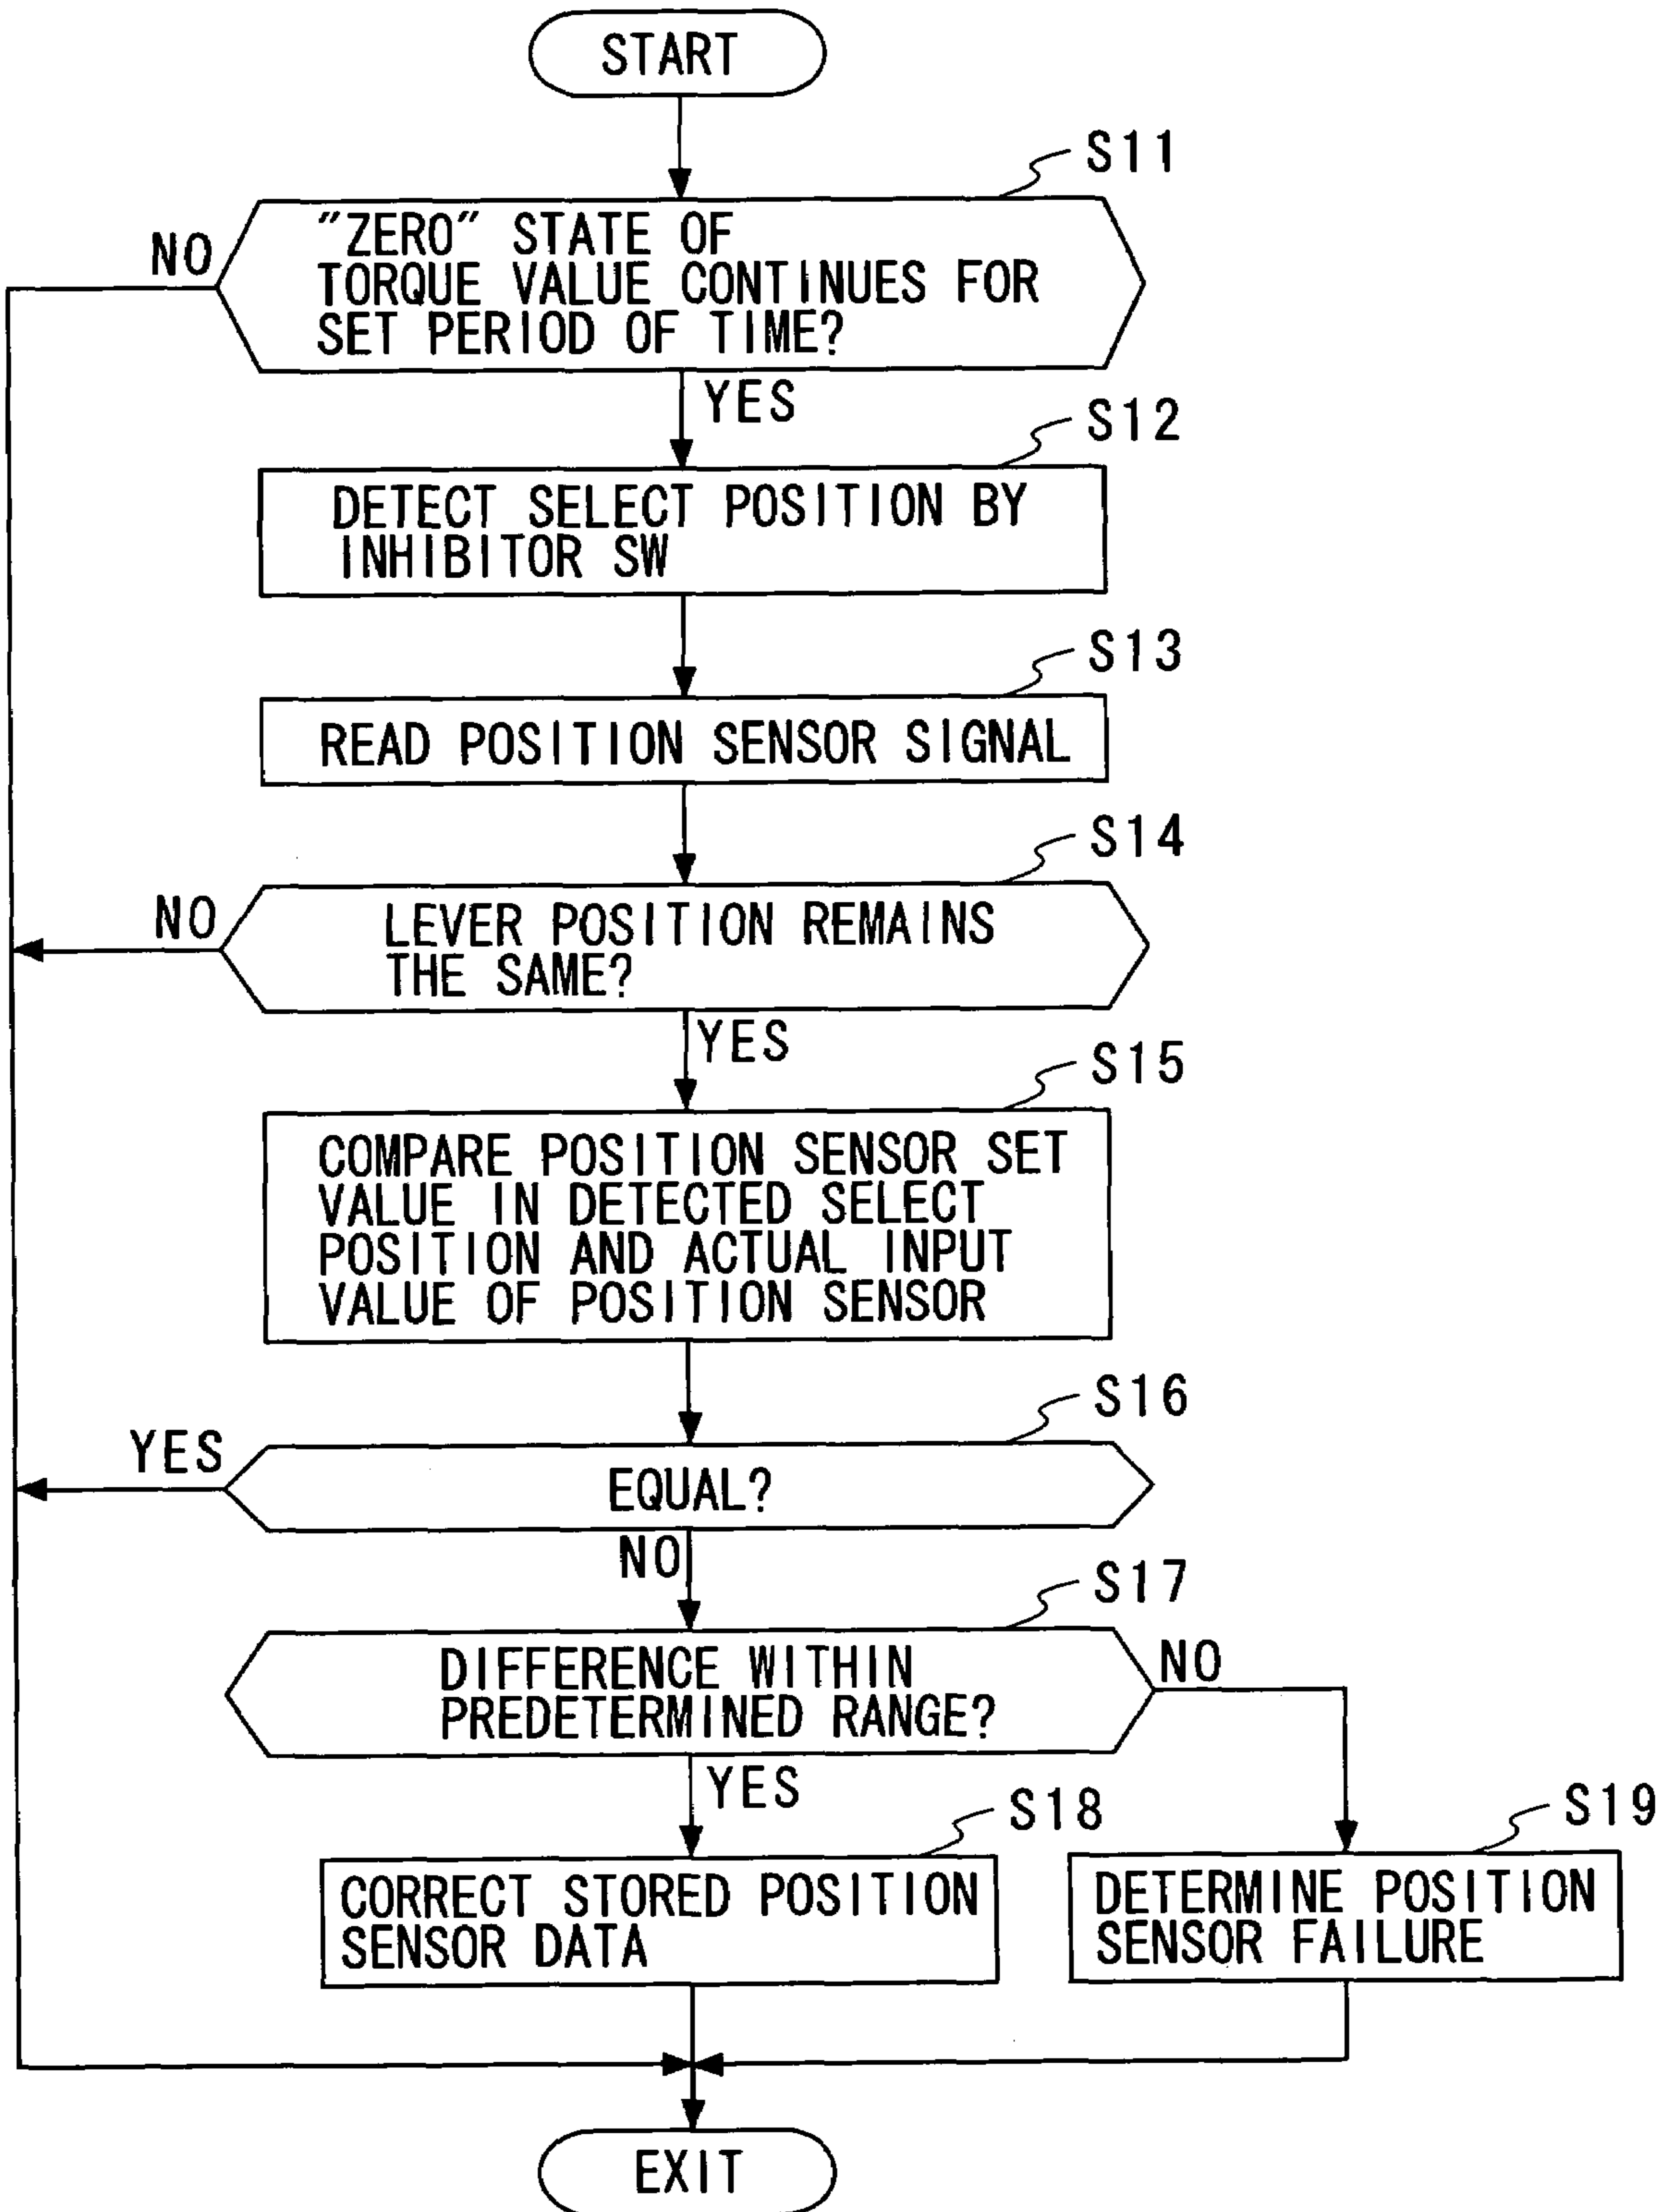 START
S11
"ZERO" STATE OF
TORQUE VALUE CONTINUES FOR
SET PERIOD OF TIME?
NO
YES
S12
DETECT SELECT POSITION BY
INHIBITOR SW
S13
READ POSITION SENSOR SIGNAL
S14
NO
LEVER POSITION REMAINS
THE SAME?
YES
S15
COMPARE POSITION SENSOR SET
VALUE IN DETECTED SELECT
POSITION AND ACTUAL INPUT
VALUE OF POSITION SENSOR
S16
YES
EQUAL?
NO
S17
DIFFERENCE WITHIN
PREDETERMINED RANGE?
NO
YES
S18
CORRECT STORED POSITION
SENSOR DATA
S19
DETERMINE POSITION
SENSOR FAILURE
EXIT